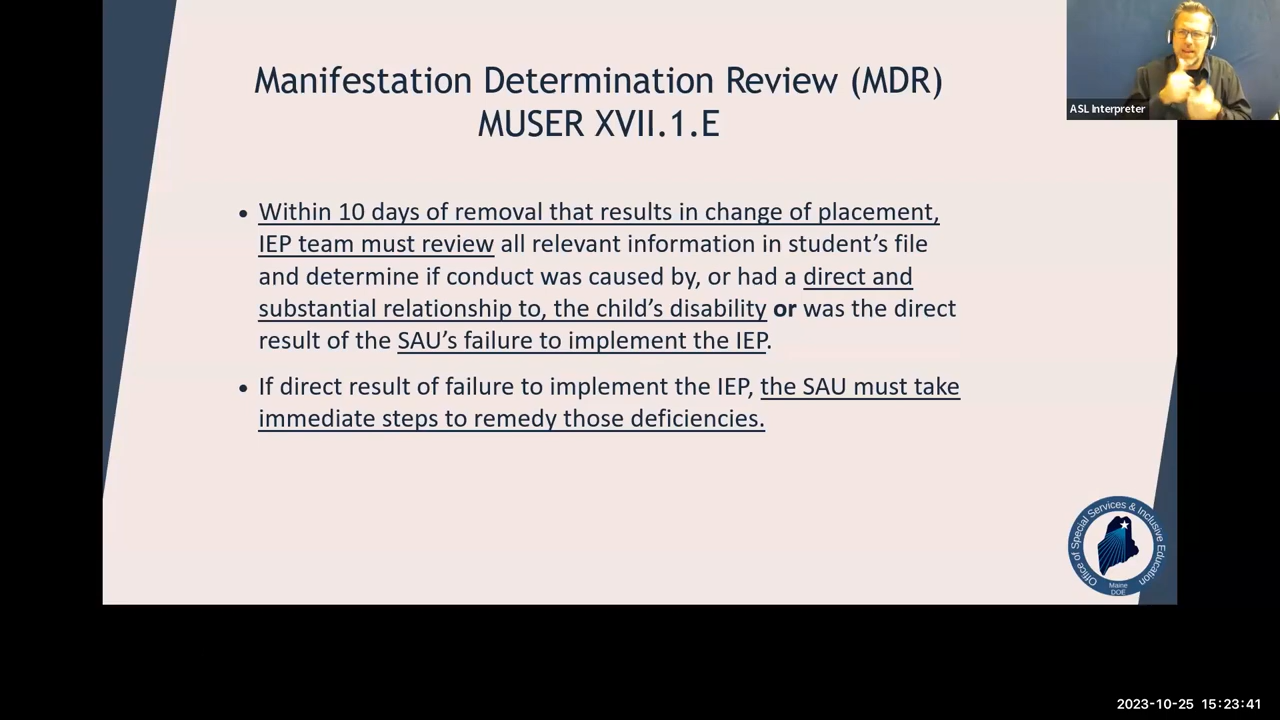 Manifestation Determination Review (MDR)
MUSER XVII.1.E
ASL Interpreter
• Within 10 days of removal that results in change of placement,
IEP team must review all relevant information in student’s file
and determine if conduct was caused by, or had a direct and
substantial relationship to, the child’s disability or was the direct
result of the SAU’s failure to implement the IEP.
• If direct result of failure to implement the IEP, the SAU must take
immediate steps to remedy those deficiencies.
Office of Special Services & Inclusive Education
Maine
DOE
2023-10-25 15:23:41